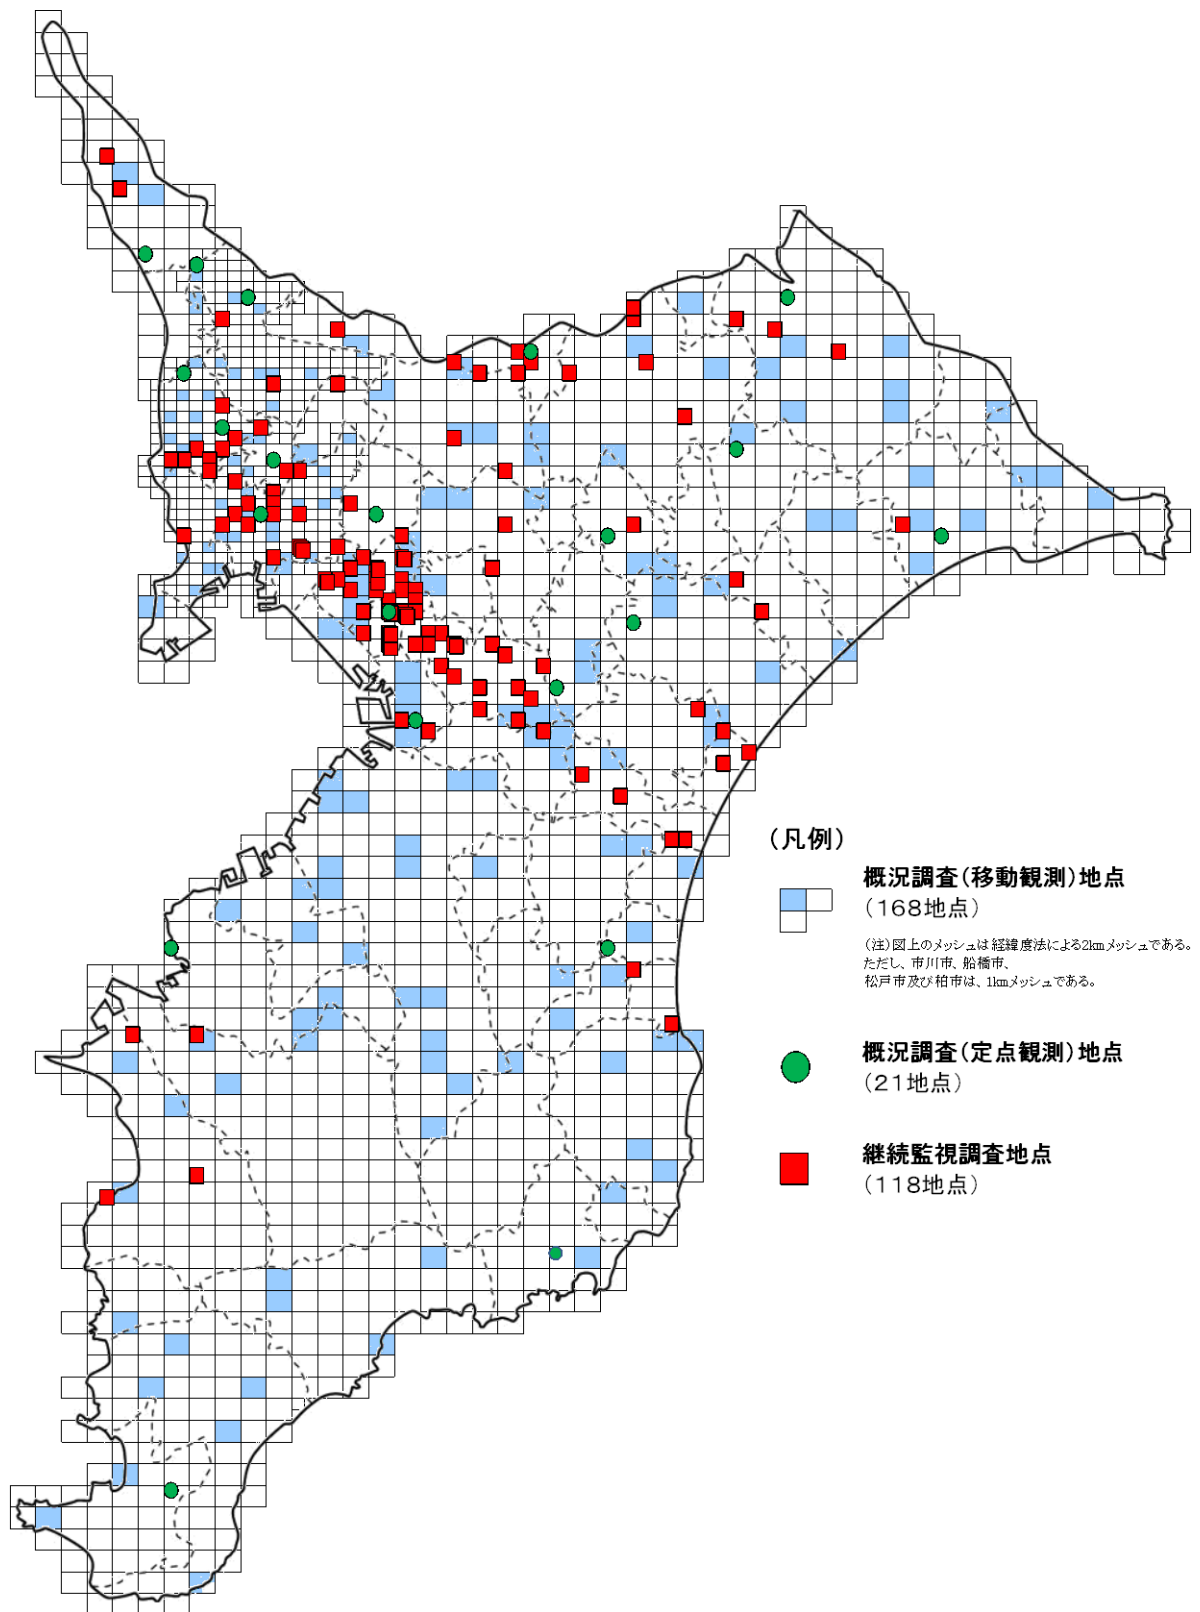 （凡例）
概況調査（移動観測）地点
（168地点）
（注）図上のメッシュは経緯度法による2kmメッシュである。
ただし、市川市、船橋市、
松戸市及び柏市は、1kmメッシュである。
概況調査（定点観測）地点
（21地点）
継続監視調査地点
（118地点）